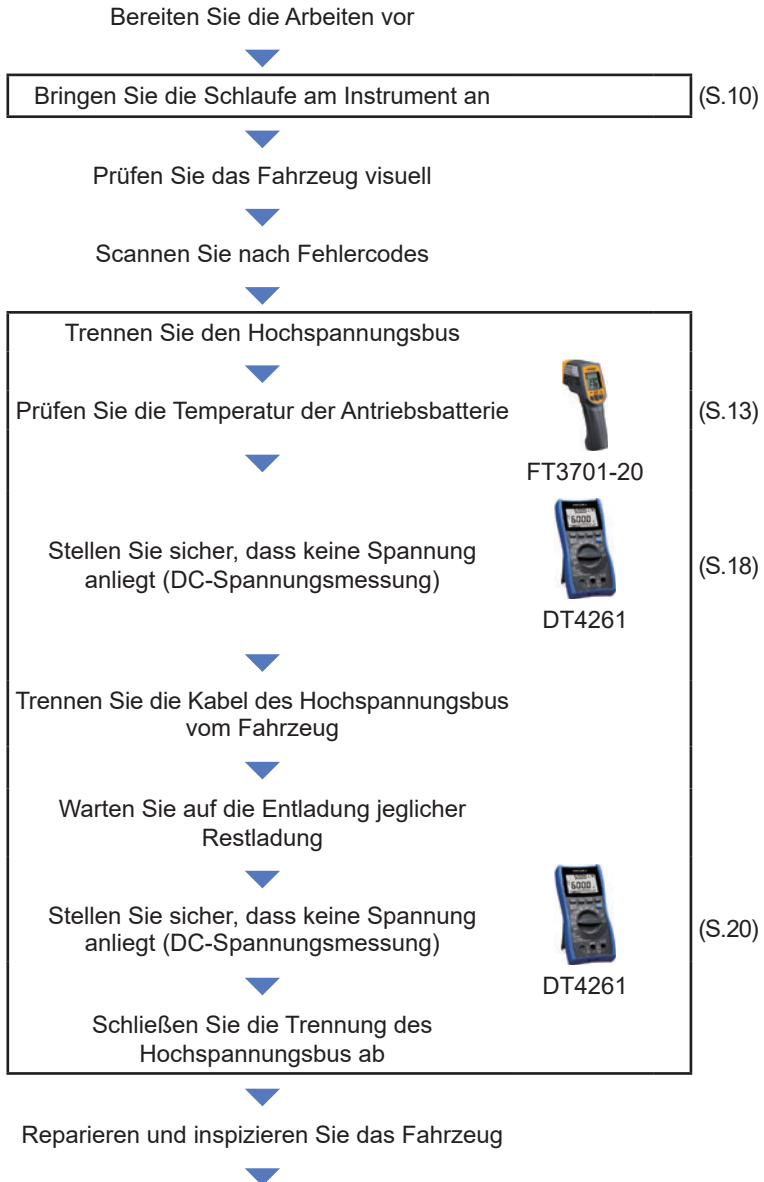 Bereiten Sie die Arbeiten vor
Bringen Sie die Schlaufe am Instrument an (S.10)
Prüfen Sie das Fahrzeug visuell
Scannen Sie nach Fehlercodes
Trennen Sie den Hochspannungsbus
Prüfen Sie die Temperatur der Antriebsbatterie (S.13)
FT3701-20
Stellen Sie sicher, dass keine Spannung
anliegt (DC-Spannungsmessung) (S.18)
DT4261
Trennen Sie die Kabel des Hochspannungsbus
vom Fahrzeug
Warten Sie auf die Entladung jeglicher
Restladung
Stellen Sie sicher, dass keine Spannung
anliegt (DC-Spannungsmessung) (S.20)
DT4261
Schließen Sie die Trennung des
Hochspannungsbus ab
Reparieren und inspizieren Sie das Fahrzeug